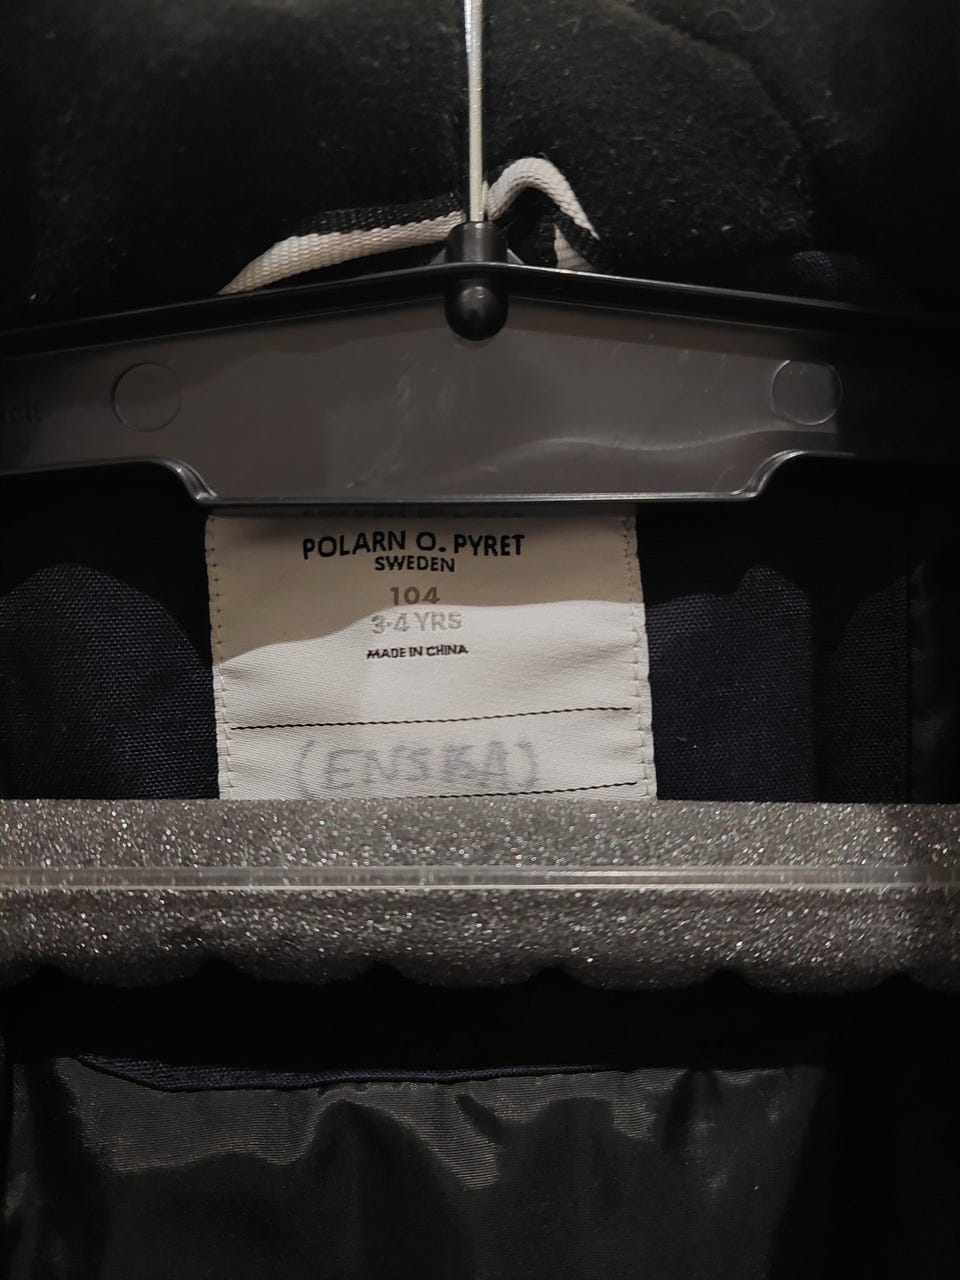 POLARN O. PYRET
SWEDEN
104
3-4 YRS
MADE IN CHINA
(ENSKA)